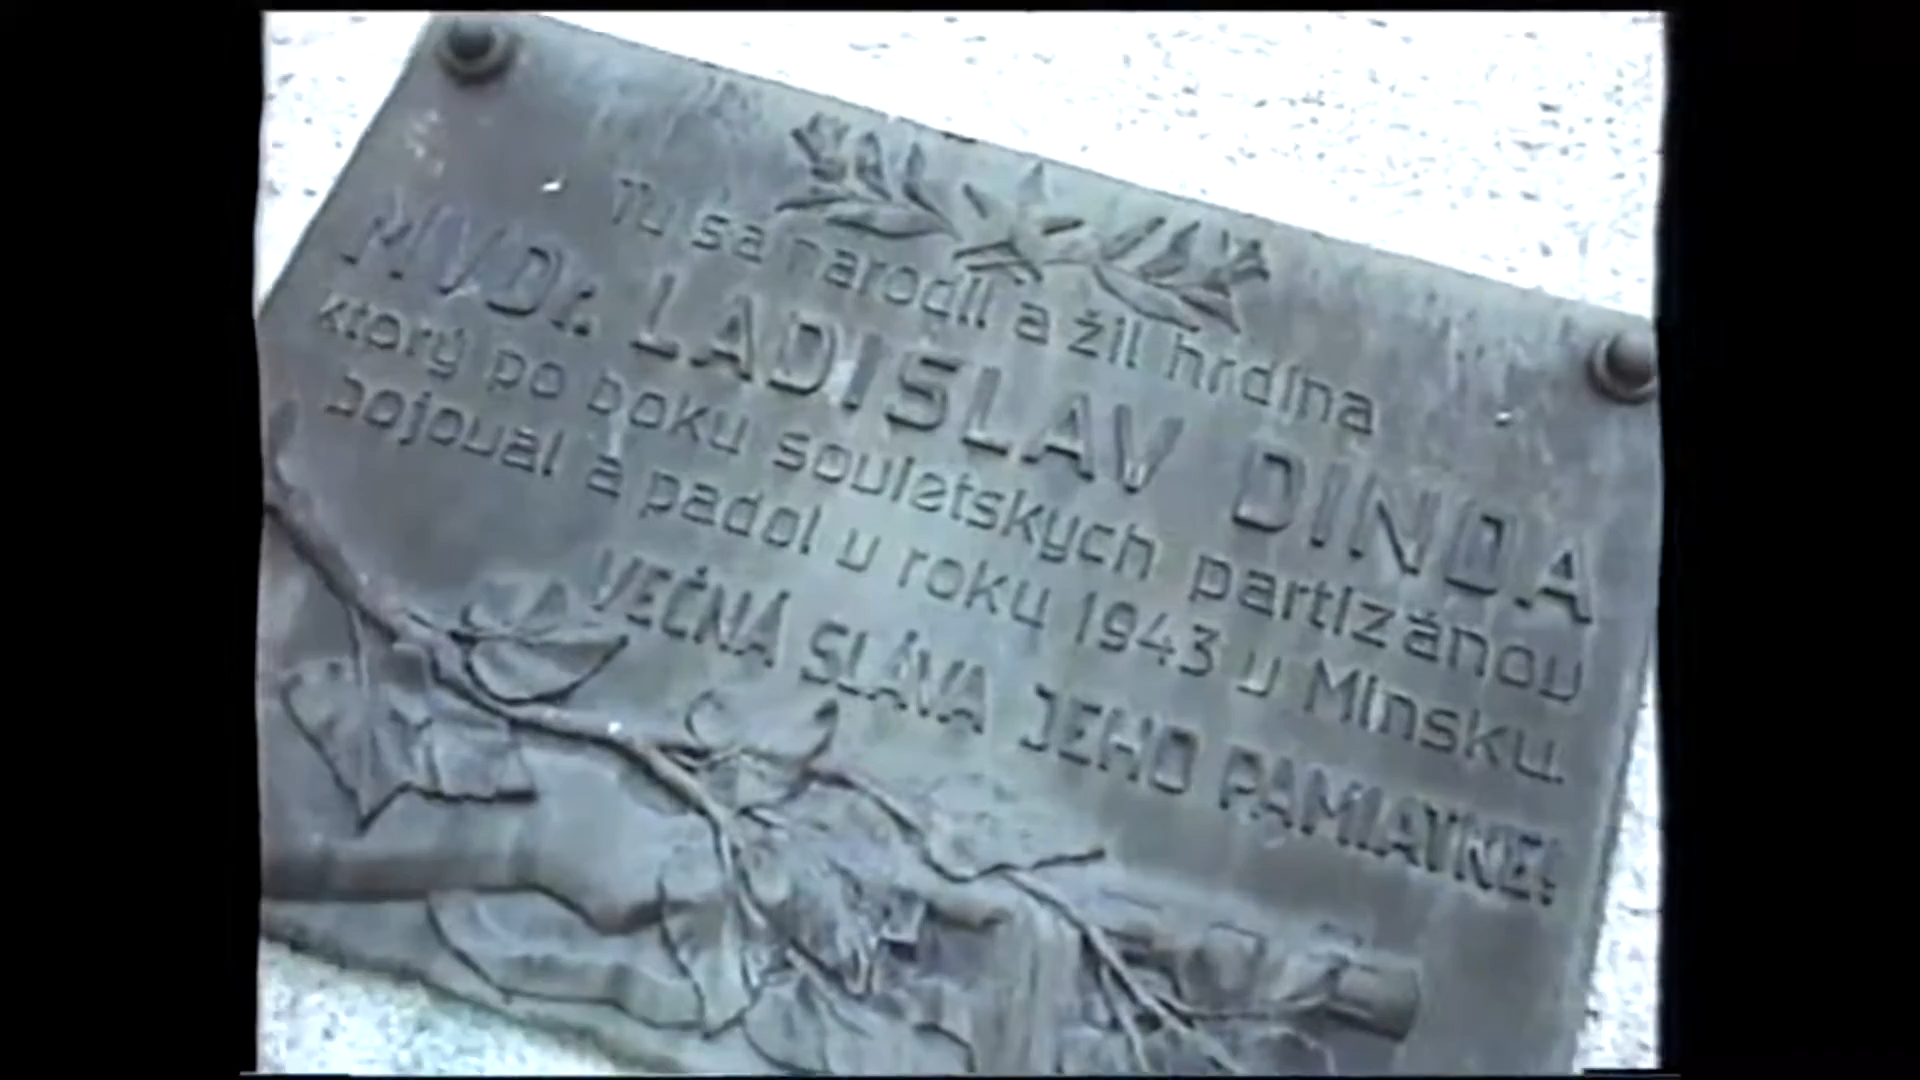 Tu sa narodil a žil hrdina
MVDr. LADISLAV DINDA
ktorý po boku sovietskych partizánov
bojoval a padol v roku 1943 v Minsku.
VEČNÁ SLÁVA JEHO PAMIATKE!